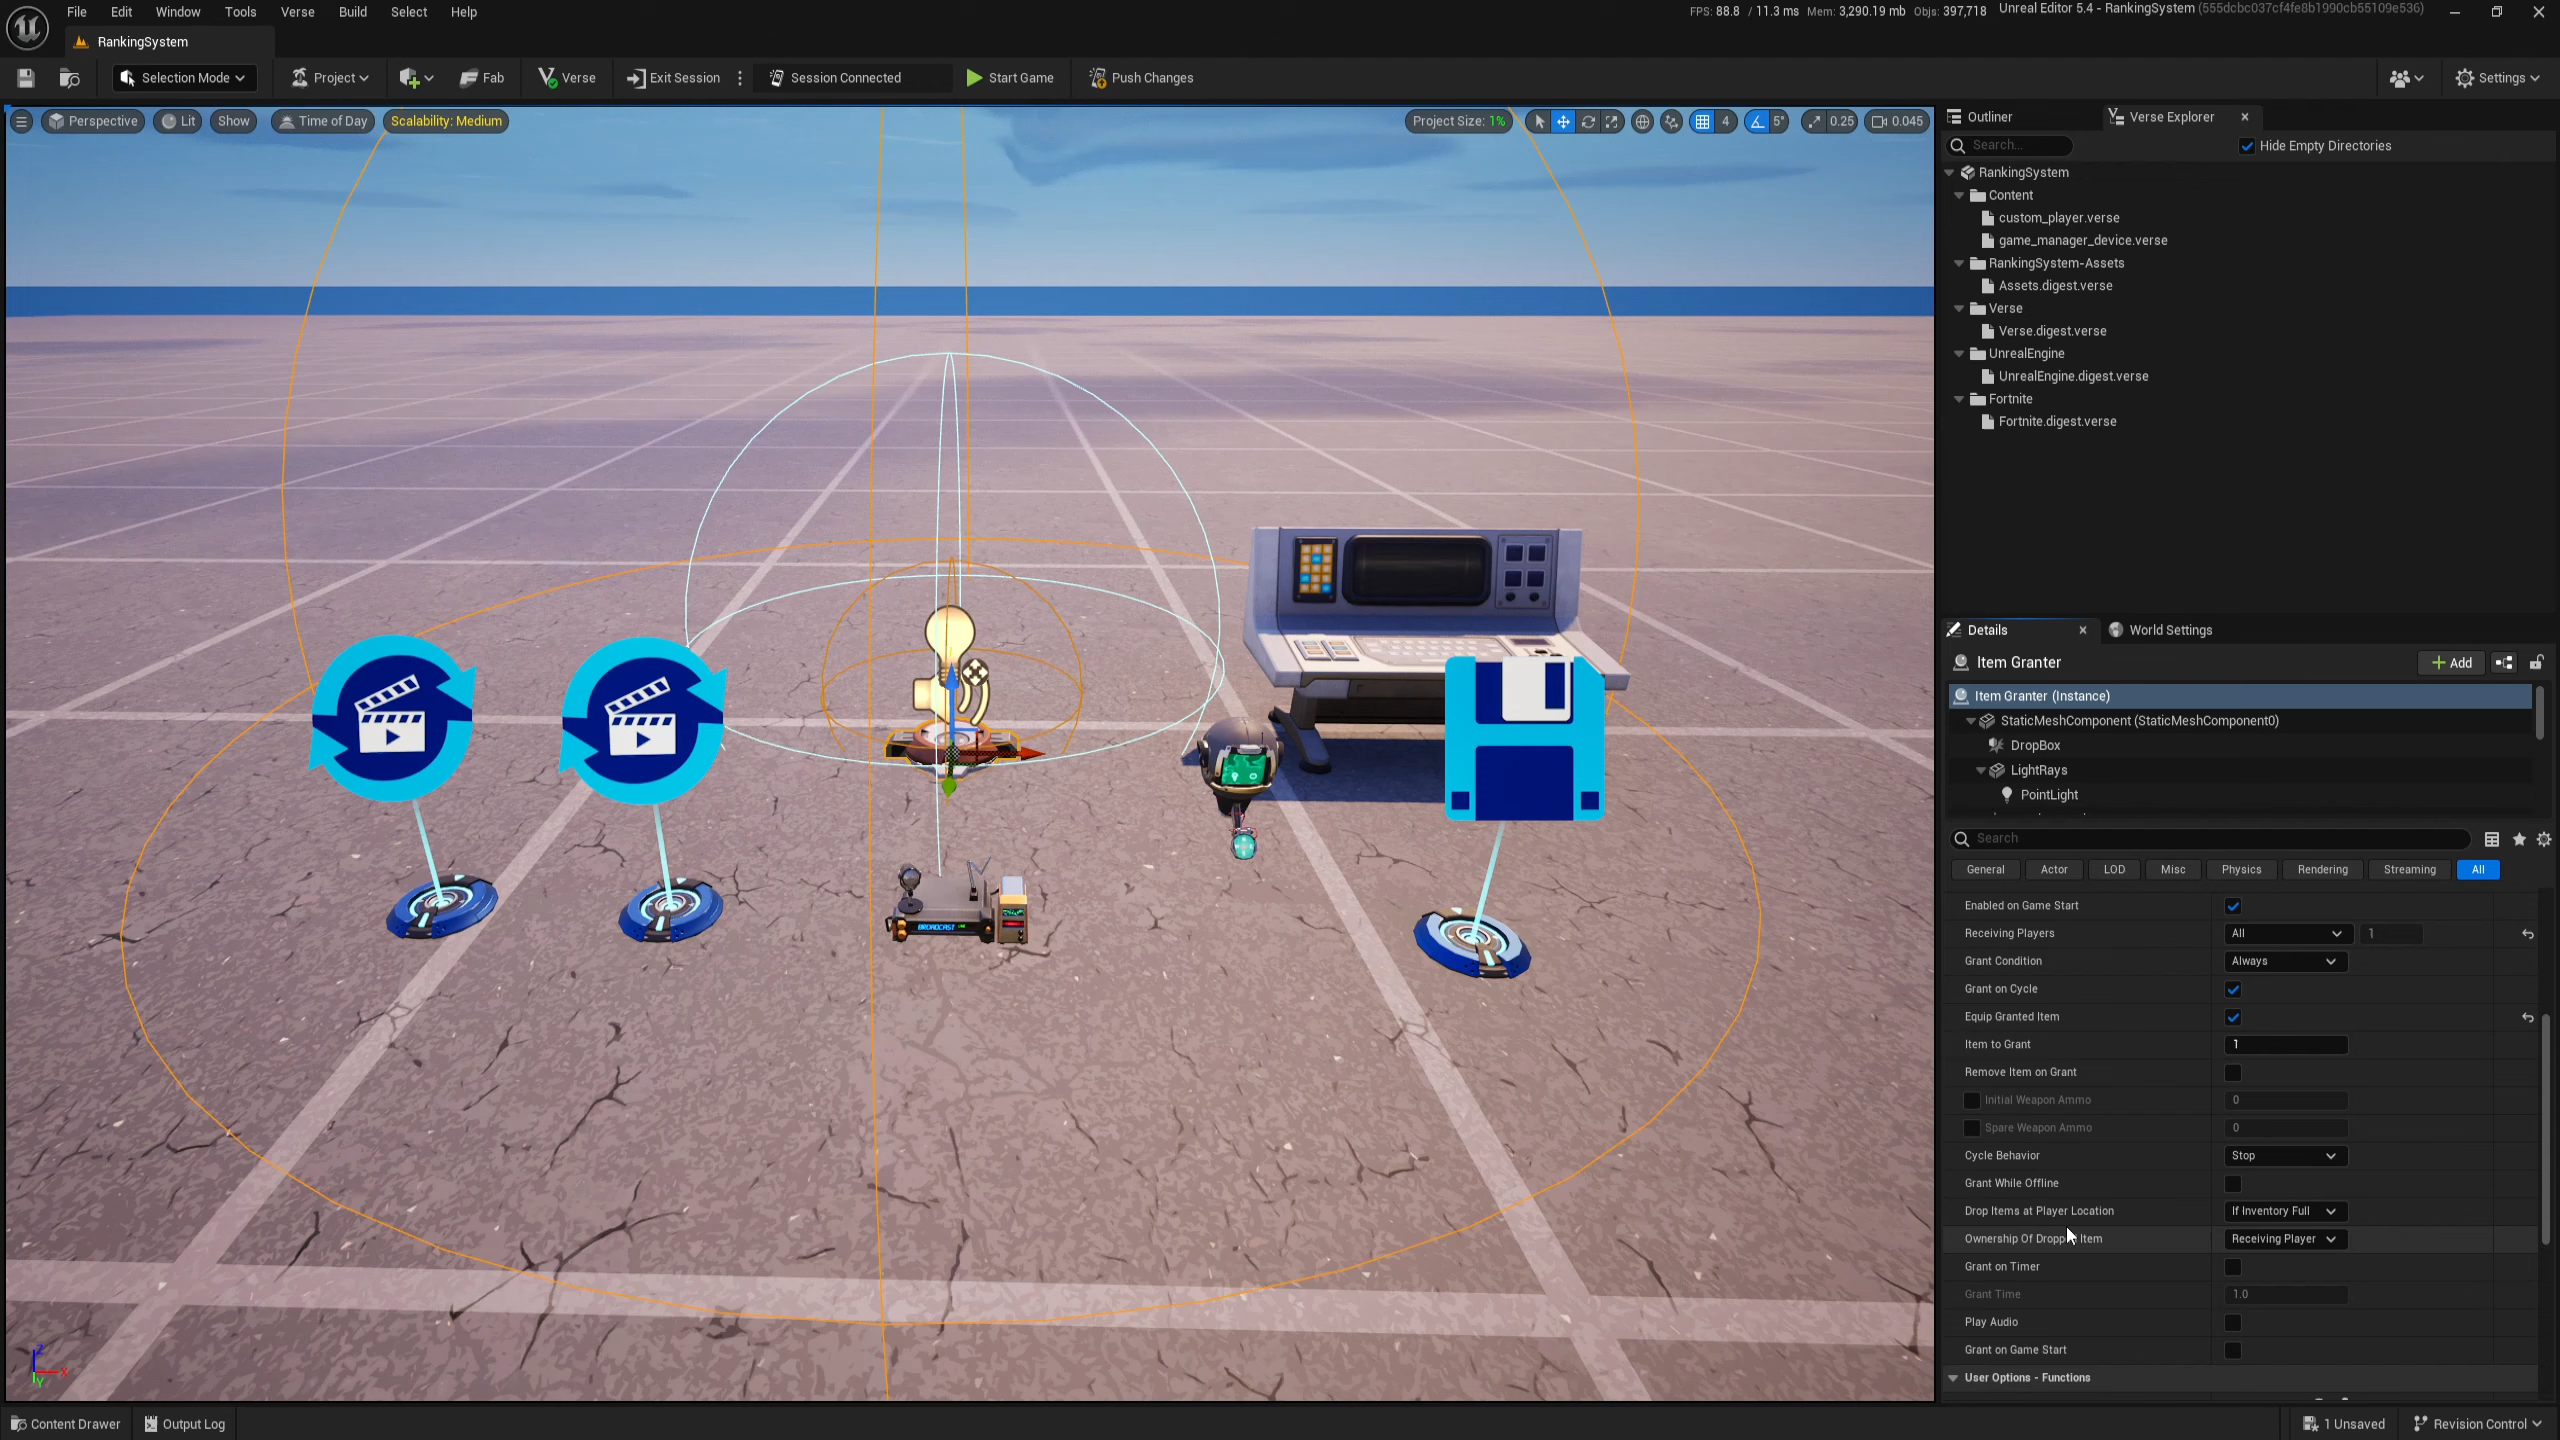 File Edit Window Tools Verse Build Select Help
FPS: 88.8 / 11.3 ms Mem: 3,290.19 mb Objs: 397,718 Unreal Editor 5.4 - RankingSystem (555dcbc037cf4fe8b1990cb55109e536)
RankingSystem
Selection Mode Project Fab Verse Exit Session Session Connected Start Game Push Changes Settings
Perspective Lit Show Time of Day Scalability: Medium Project Size: 1% 4 5° 0.25 0.045
Outliner Verse Explorer
Search... Hide Empty Directories
RankingSystem
Content
custom_player.verse
game_manager_device.verse
RankingSystem-Assets
Assets.digest.verse
Verse
Verse.digest.verse
UnrealEngine
UnrealEngine.digest.verse
Fortnite
Fortnite.digest.verse
BROADCAST
Details World Settings
Item Granter Add
Item Granter (Instance)
StaticMeshComponent (StaticMeshComponent0)
DropBox
LightRays
PointLight
Search
General Actor LOD Misc Physics Rendering Streaming All
Enabled on Game Start
Receiving Players All 1
Grant Condition Always
Grant on Cycle
Equip Granted Item
Item to Grant 1
Remove Item on Grant
Initial Weapon Ammo 0
Spare Weapon Ammo 0
Cycle Behavior Stop
Grant While Offline
Drop Items at Player Location If Inventory Full
Ownership Of Dropp Item Receiving Player
Grant on Timer
Grant Time 1.0
Play Audio
Grant on Game Start
User Options - Functions
Content Drawer Output Log 1 Unsaved Revision Control
Z
X
Y